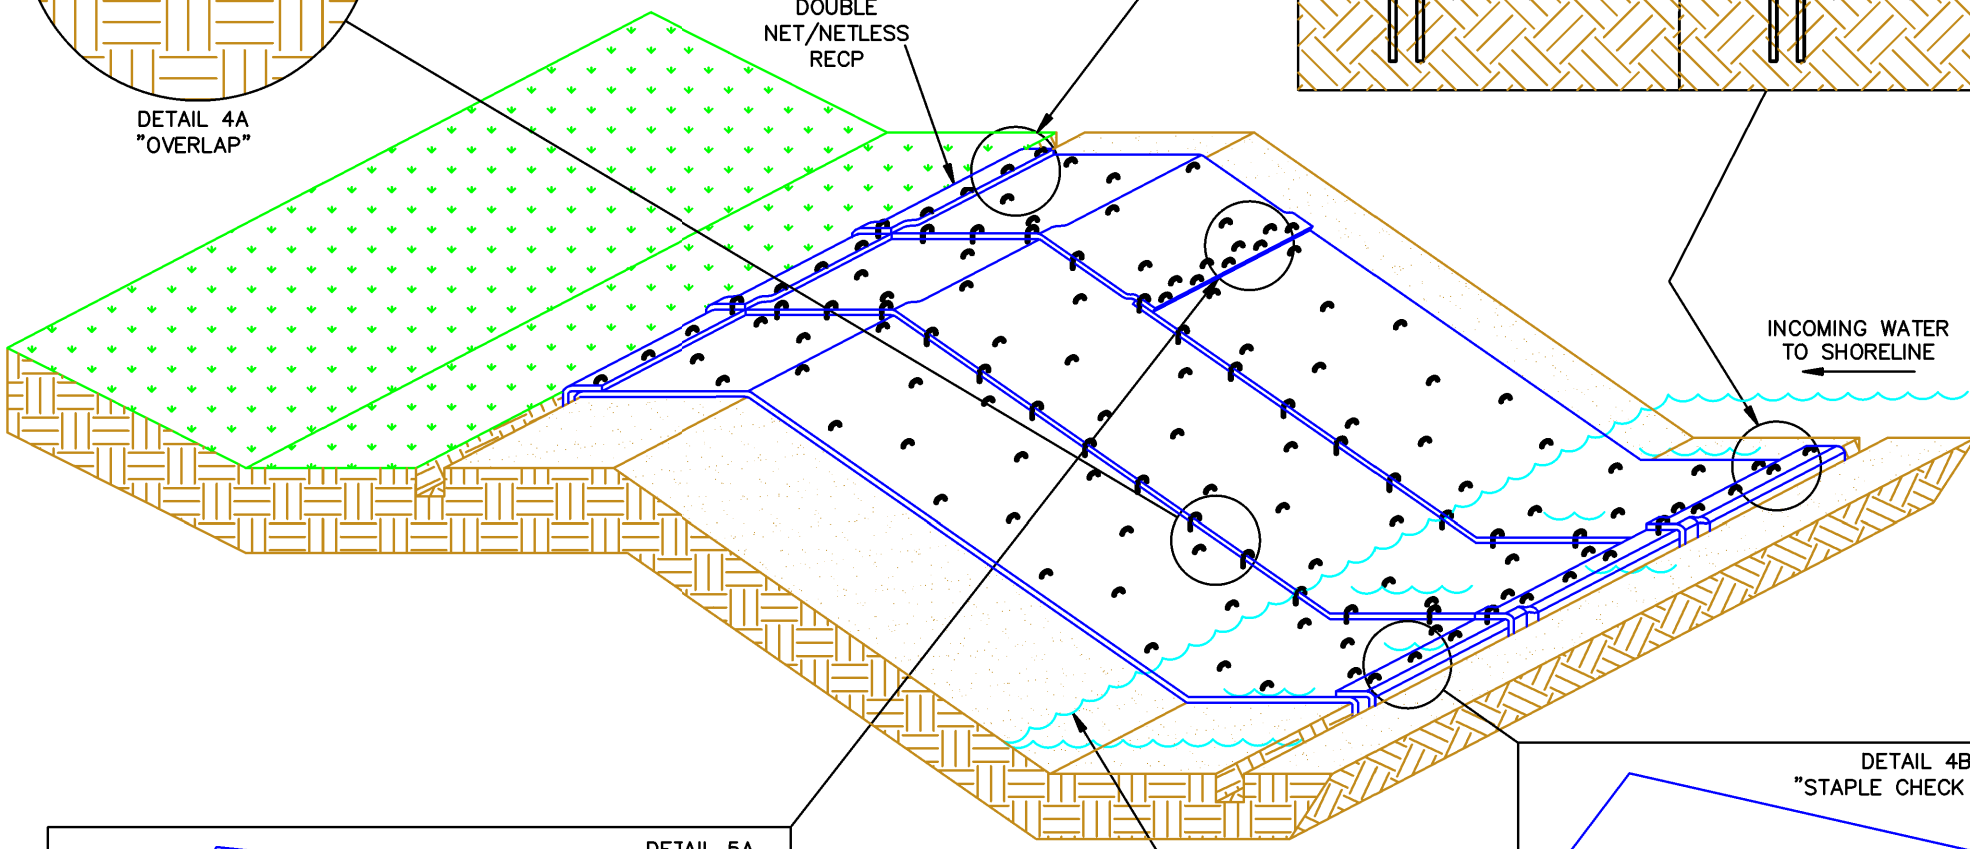 DOUBLE
NET/NETLESS
RECP
DETAIL 4A
"OVERLAP"
INCOMING WATER
TO SHORELINE
DETAIL 4B
"STAPLE CHECK
DETAIL 5A